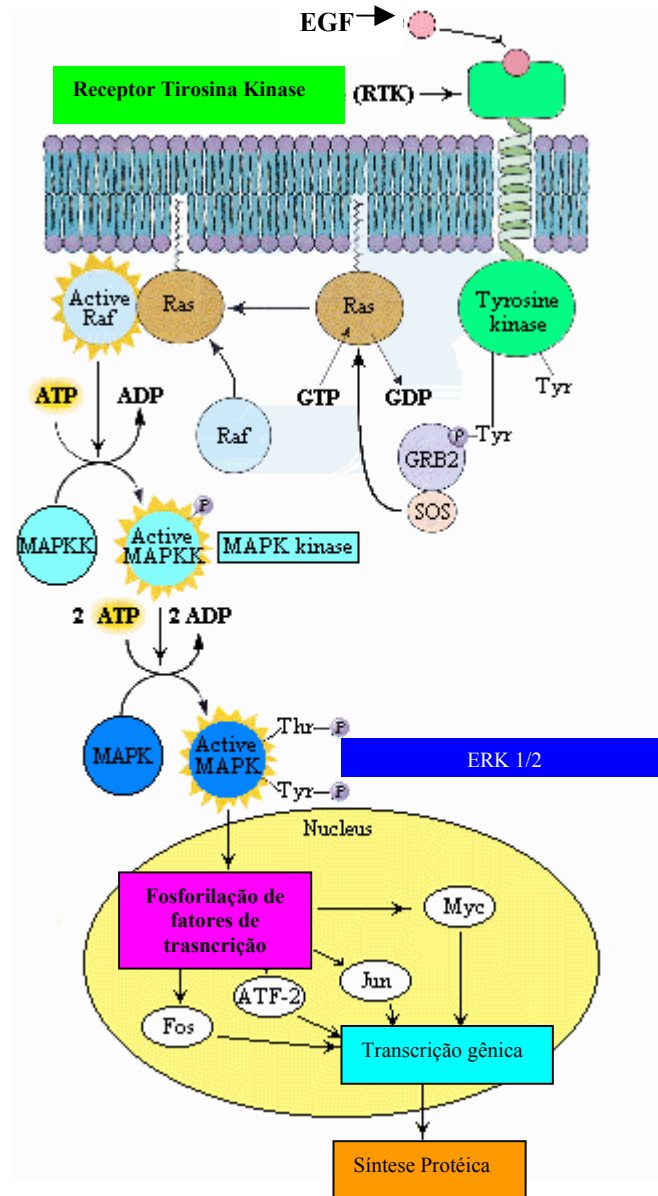 EGF
Receptor Tirosina Kinase (RTK)
Active
Raf
Ras
Ras
Tyrosine
kinase
ATP
ADP
GTP
GDP
Tyr
Raf
P
Tyr
GRB2
SOS
P
MAPKK
Active
MAPKK
MAPK kinase
2 ATP
2 ADP
MAPK
Active
MAPK
Thr
P
Tyr
P
ERK 1/2
Nucleus
Fosforilação de
fatores de
trasncrição
Myc
Jun
ATF-2
Fos
Transcrição gênica
Síntese Protéica